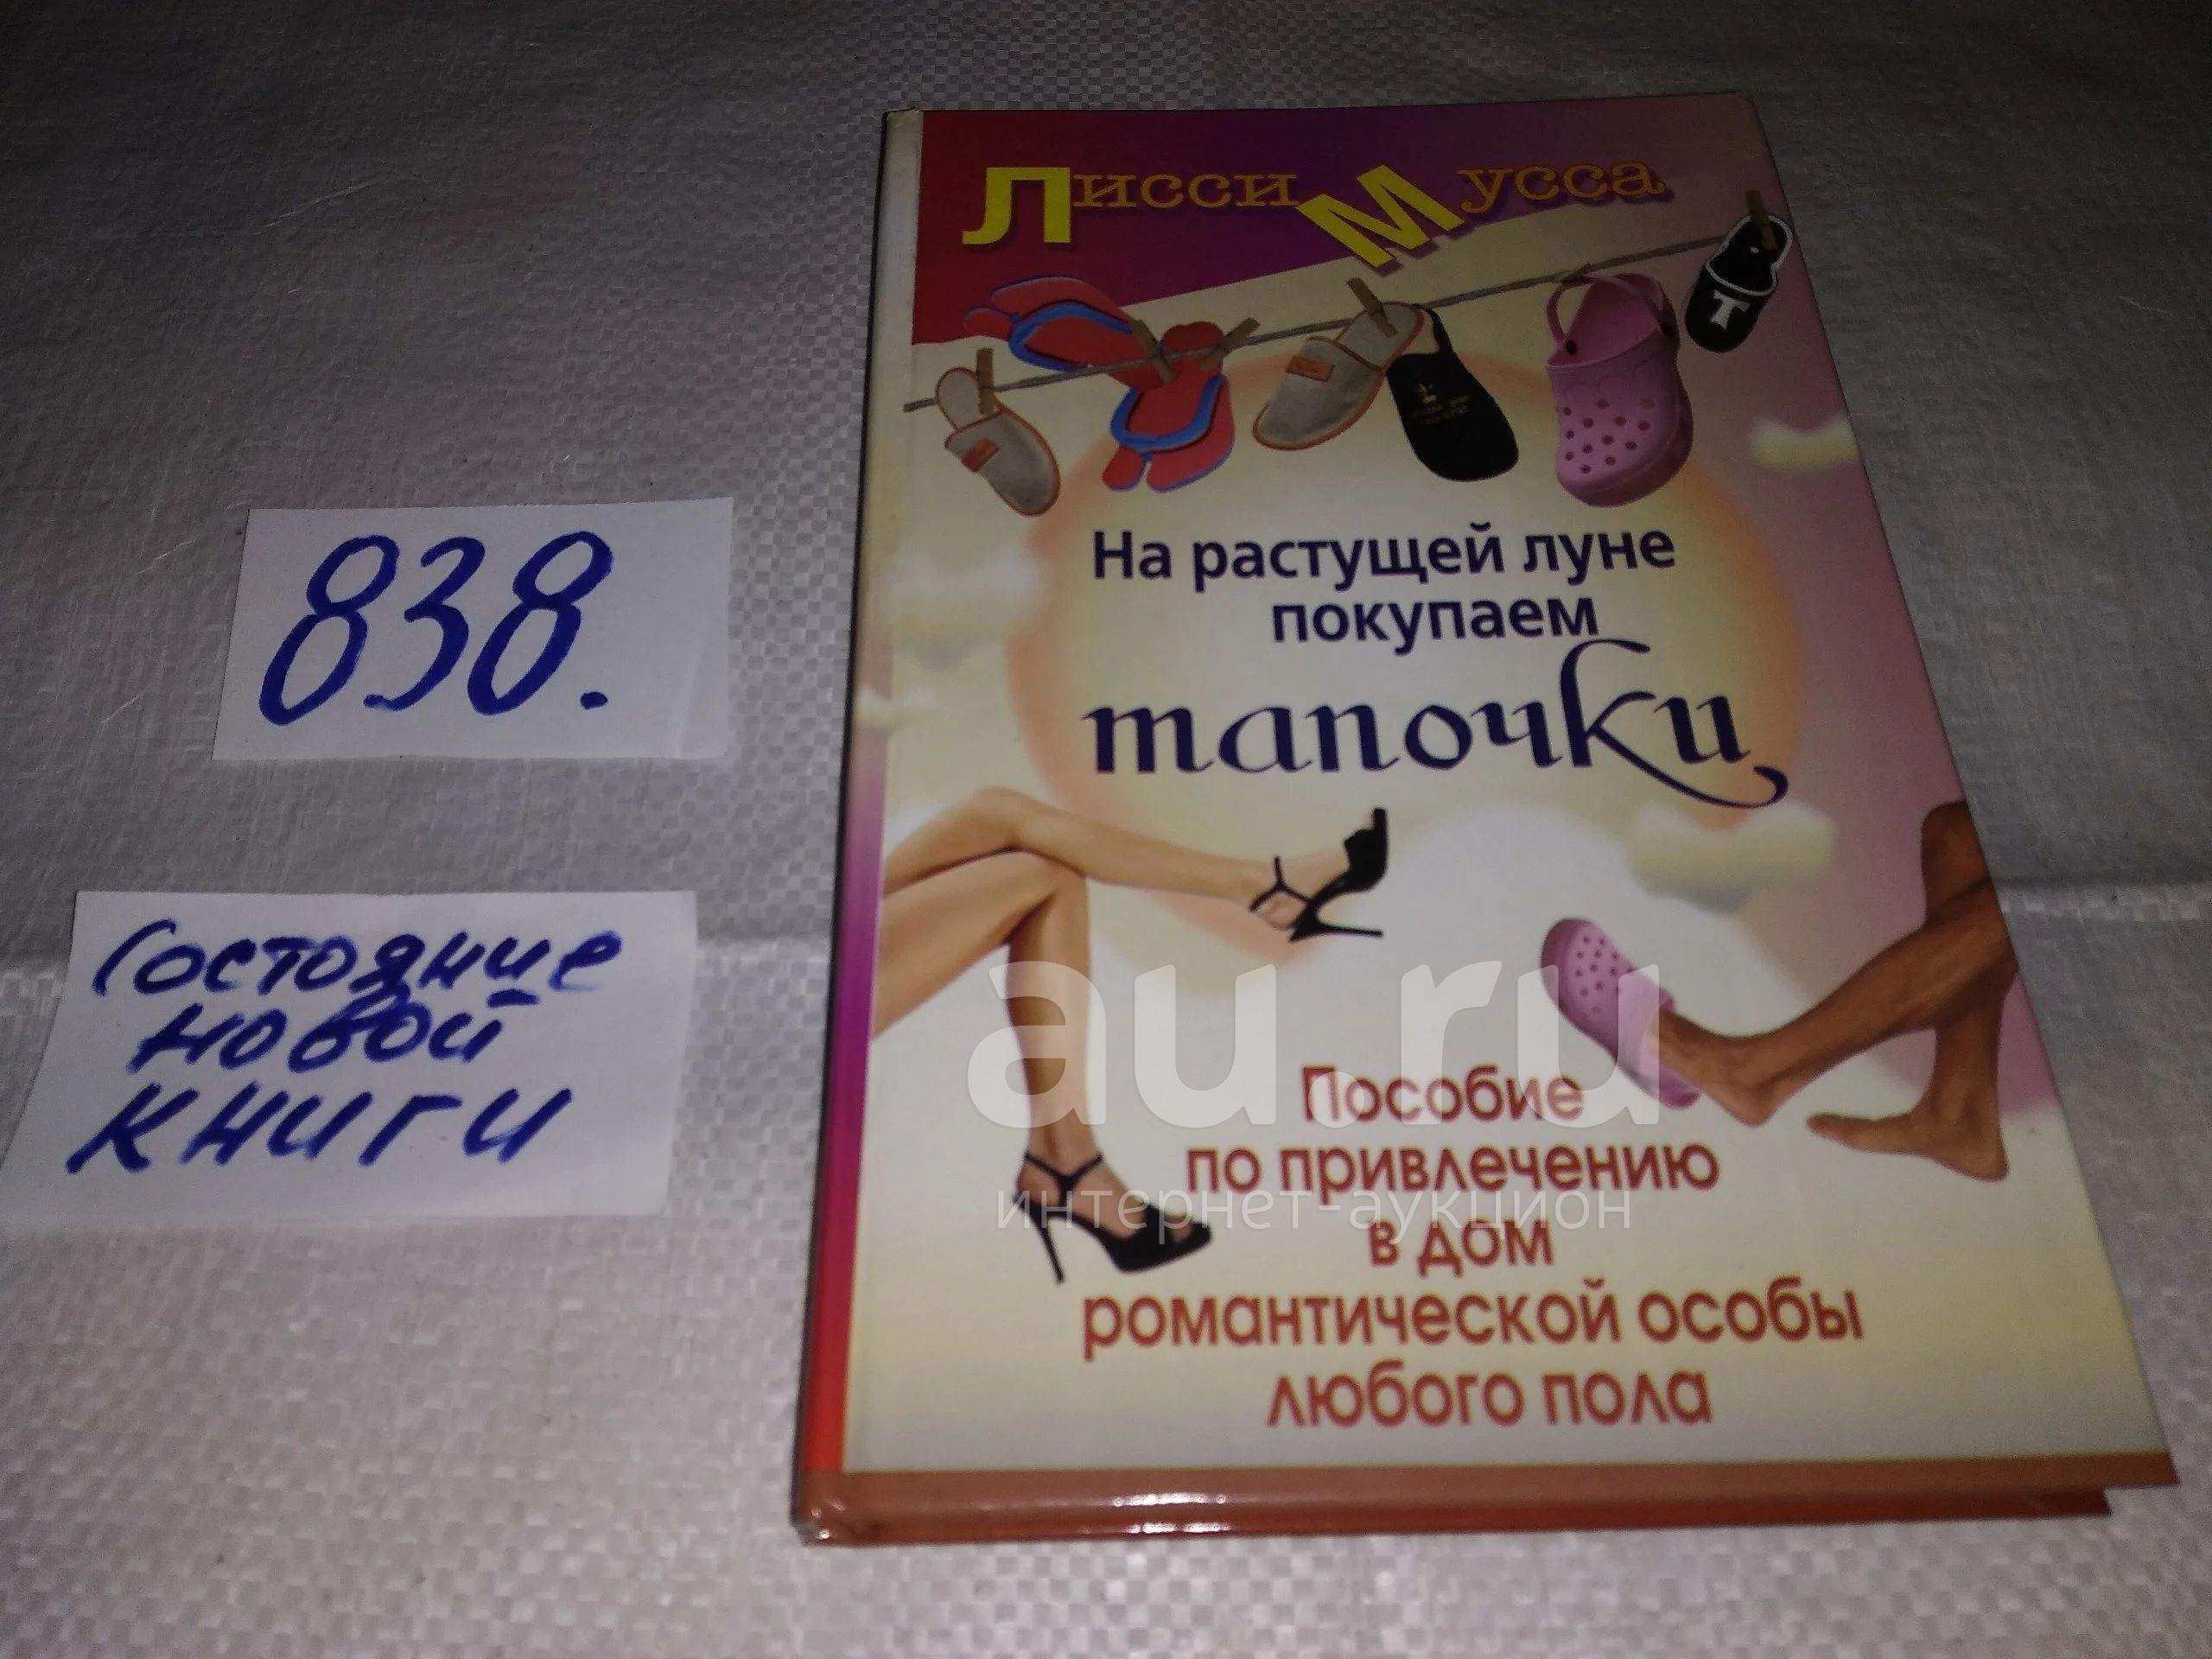 838.
Состояние
новой
книги
Лисси Мусса
Т
На растущей луне
покупаем
тапочки
Пособие
по привлечению
в дом
романтической особы
любого пола
au.ru
интернет-аукцион